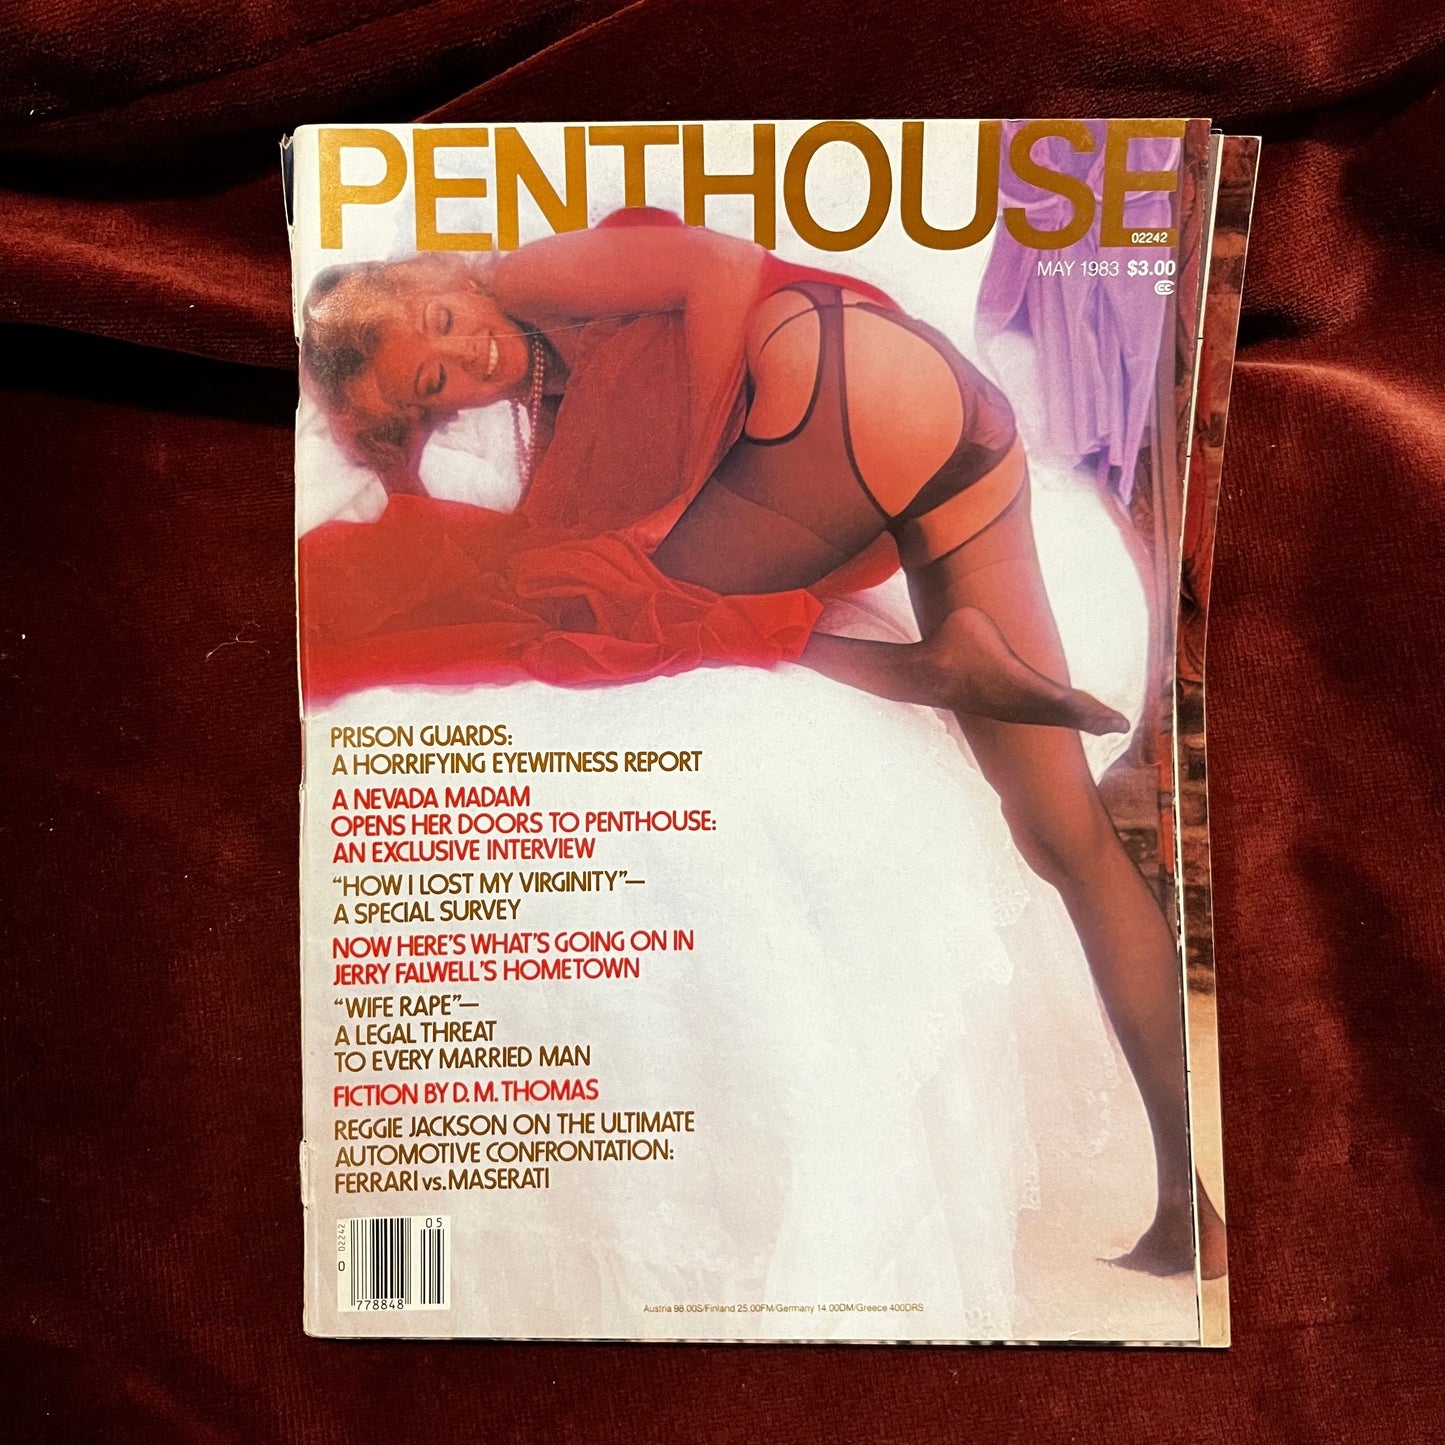 PENTHOUSE
02242
MAY 1983 $3.00
CC
PRISON GUARDS:
A HORRIFYING EYEWITNESS REPORT
A NEVADA MADAM
OPENS HER DOORS TO PENTHOUSE:
AN EXCLUSIVE INTERVIEW
“HOW I LOST MY VIRGINITY”—
A SPECIAL SURVEY
NOW HERE'S WHAT'S GOING ON IN
JERRY FALWELL'S HOMETOWN
“WIFE RAPE”—
A LEGAL THREAT
TO EVERY MARRIED MAN
FICTION BY D. M. THOMAS
REGGIE JACKSON ON THE ULTIMATE
AUTOMOTIVE CONFRONTATION:
FERRARI vs. MASERATI
05
02242
0
778848
Austria 98.00S/Finland 25.00FM/Germany 14.00DM/Greece 400DRS